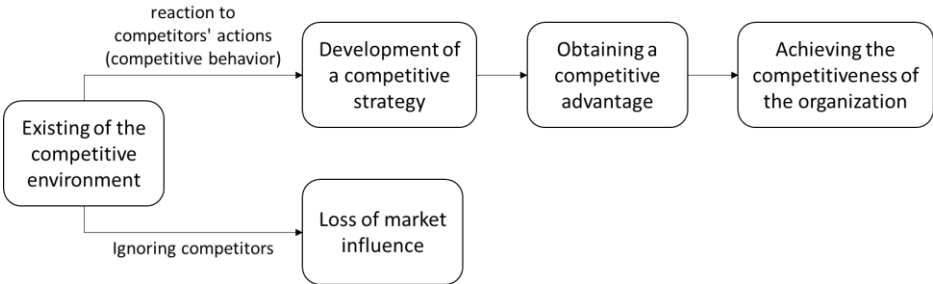 reaction to
competitors' actions
(competitive behavior)
Development of
a competitive
strategy
Obtaining a
competitive
advantage
Achieving the
competitiveness of
the organization
Existing of the
competitive
environment
Ignoring competitors
Loss of market
influence